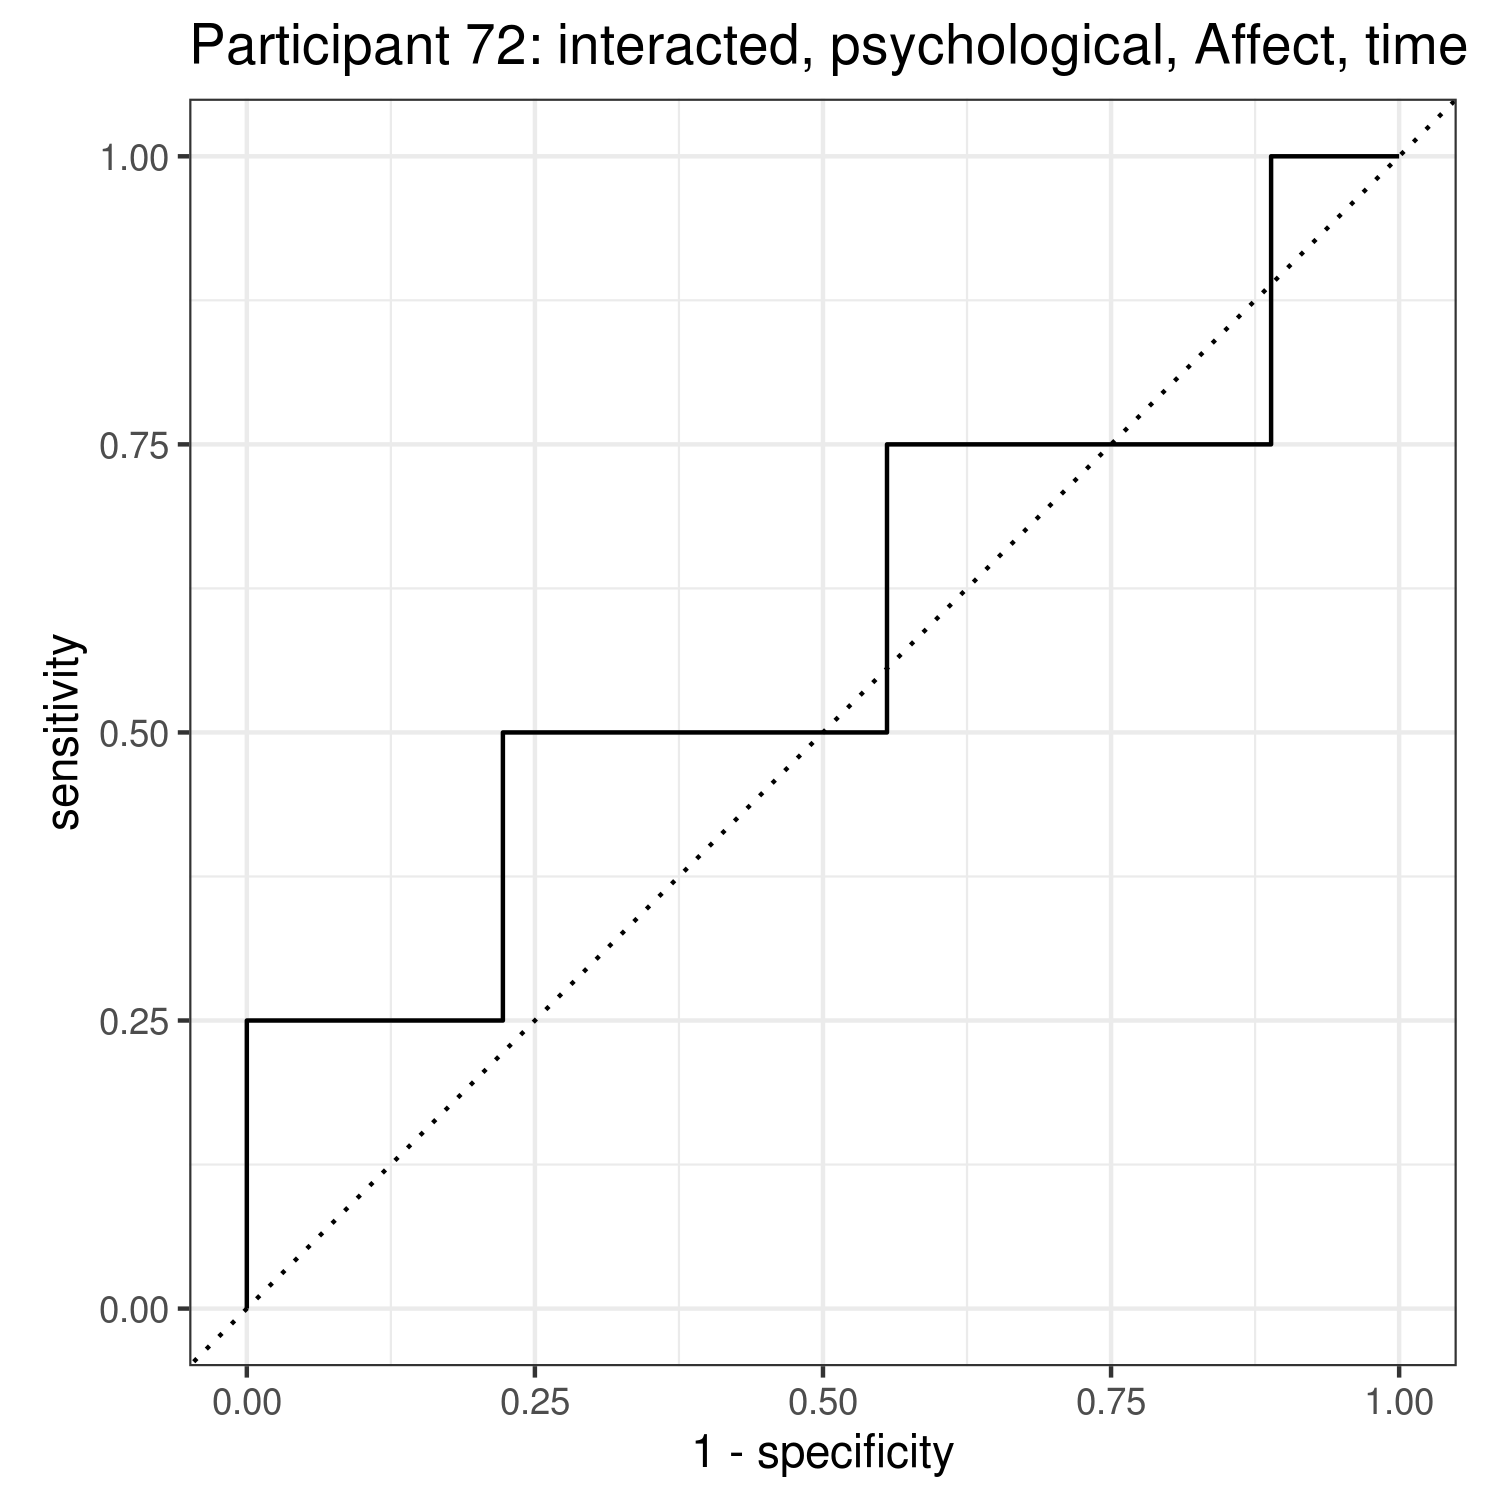 Participant 72: interacted, psychological, Affect, time
1.00
0.75
0.50
0.25
0.00
sensitivity
0.00 0.25 0.50 0.75 1.00
1 - specificity